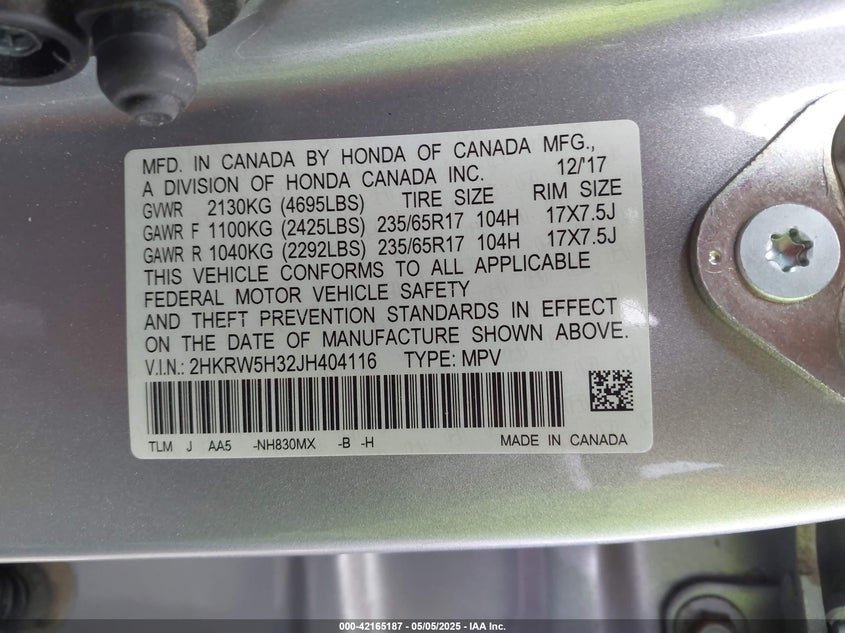 MFD. IN CANADA BY HONDA OF CANADA MFG.,
A DIVISION OF HONDA CANADA INC. 12/'17
GVWR 2130KG (4695LBS) TIRE SIZE RIM SIZE
GAWR F 1100KG (2425LBS) 235/65R17 104H 17X7.5J
GAWR R 1040KG (2292LBS) 235/65R17 104H 17X7.5J
THIS VEHICLE CONFORMS TO ALL APPLICABLE
FEDERAL MOTOR VEHICLE SAFETY
AND THEFT PREVENTION STANDARDS IN EFFECT
ON THE DATE OF MANUFACTURE SHOWN ABOVE.
V.I.N.: 2HKRW5H32JH404116 TYPE: MPV
TLM J AA5 -NH830MX -B -H MADE IN CANADA
000-42165187 - 05/05/2025 - IAA Inc.